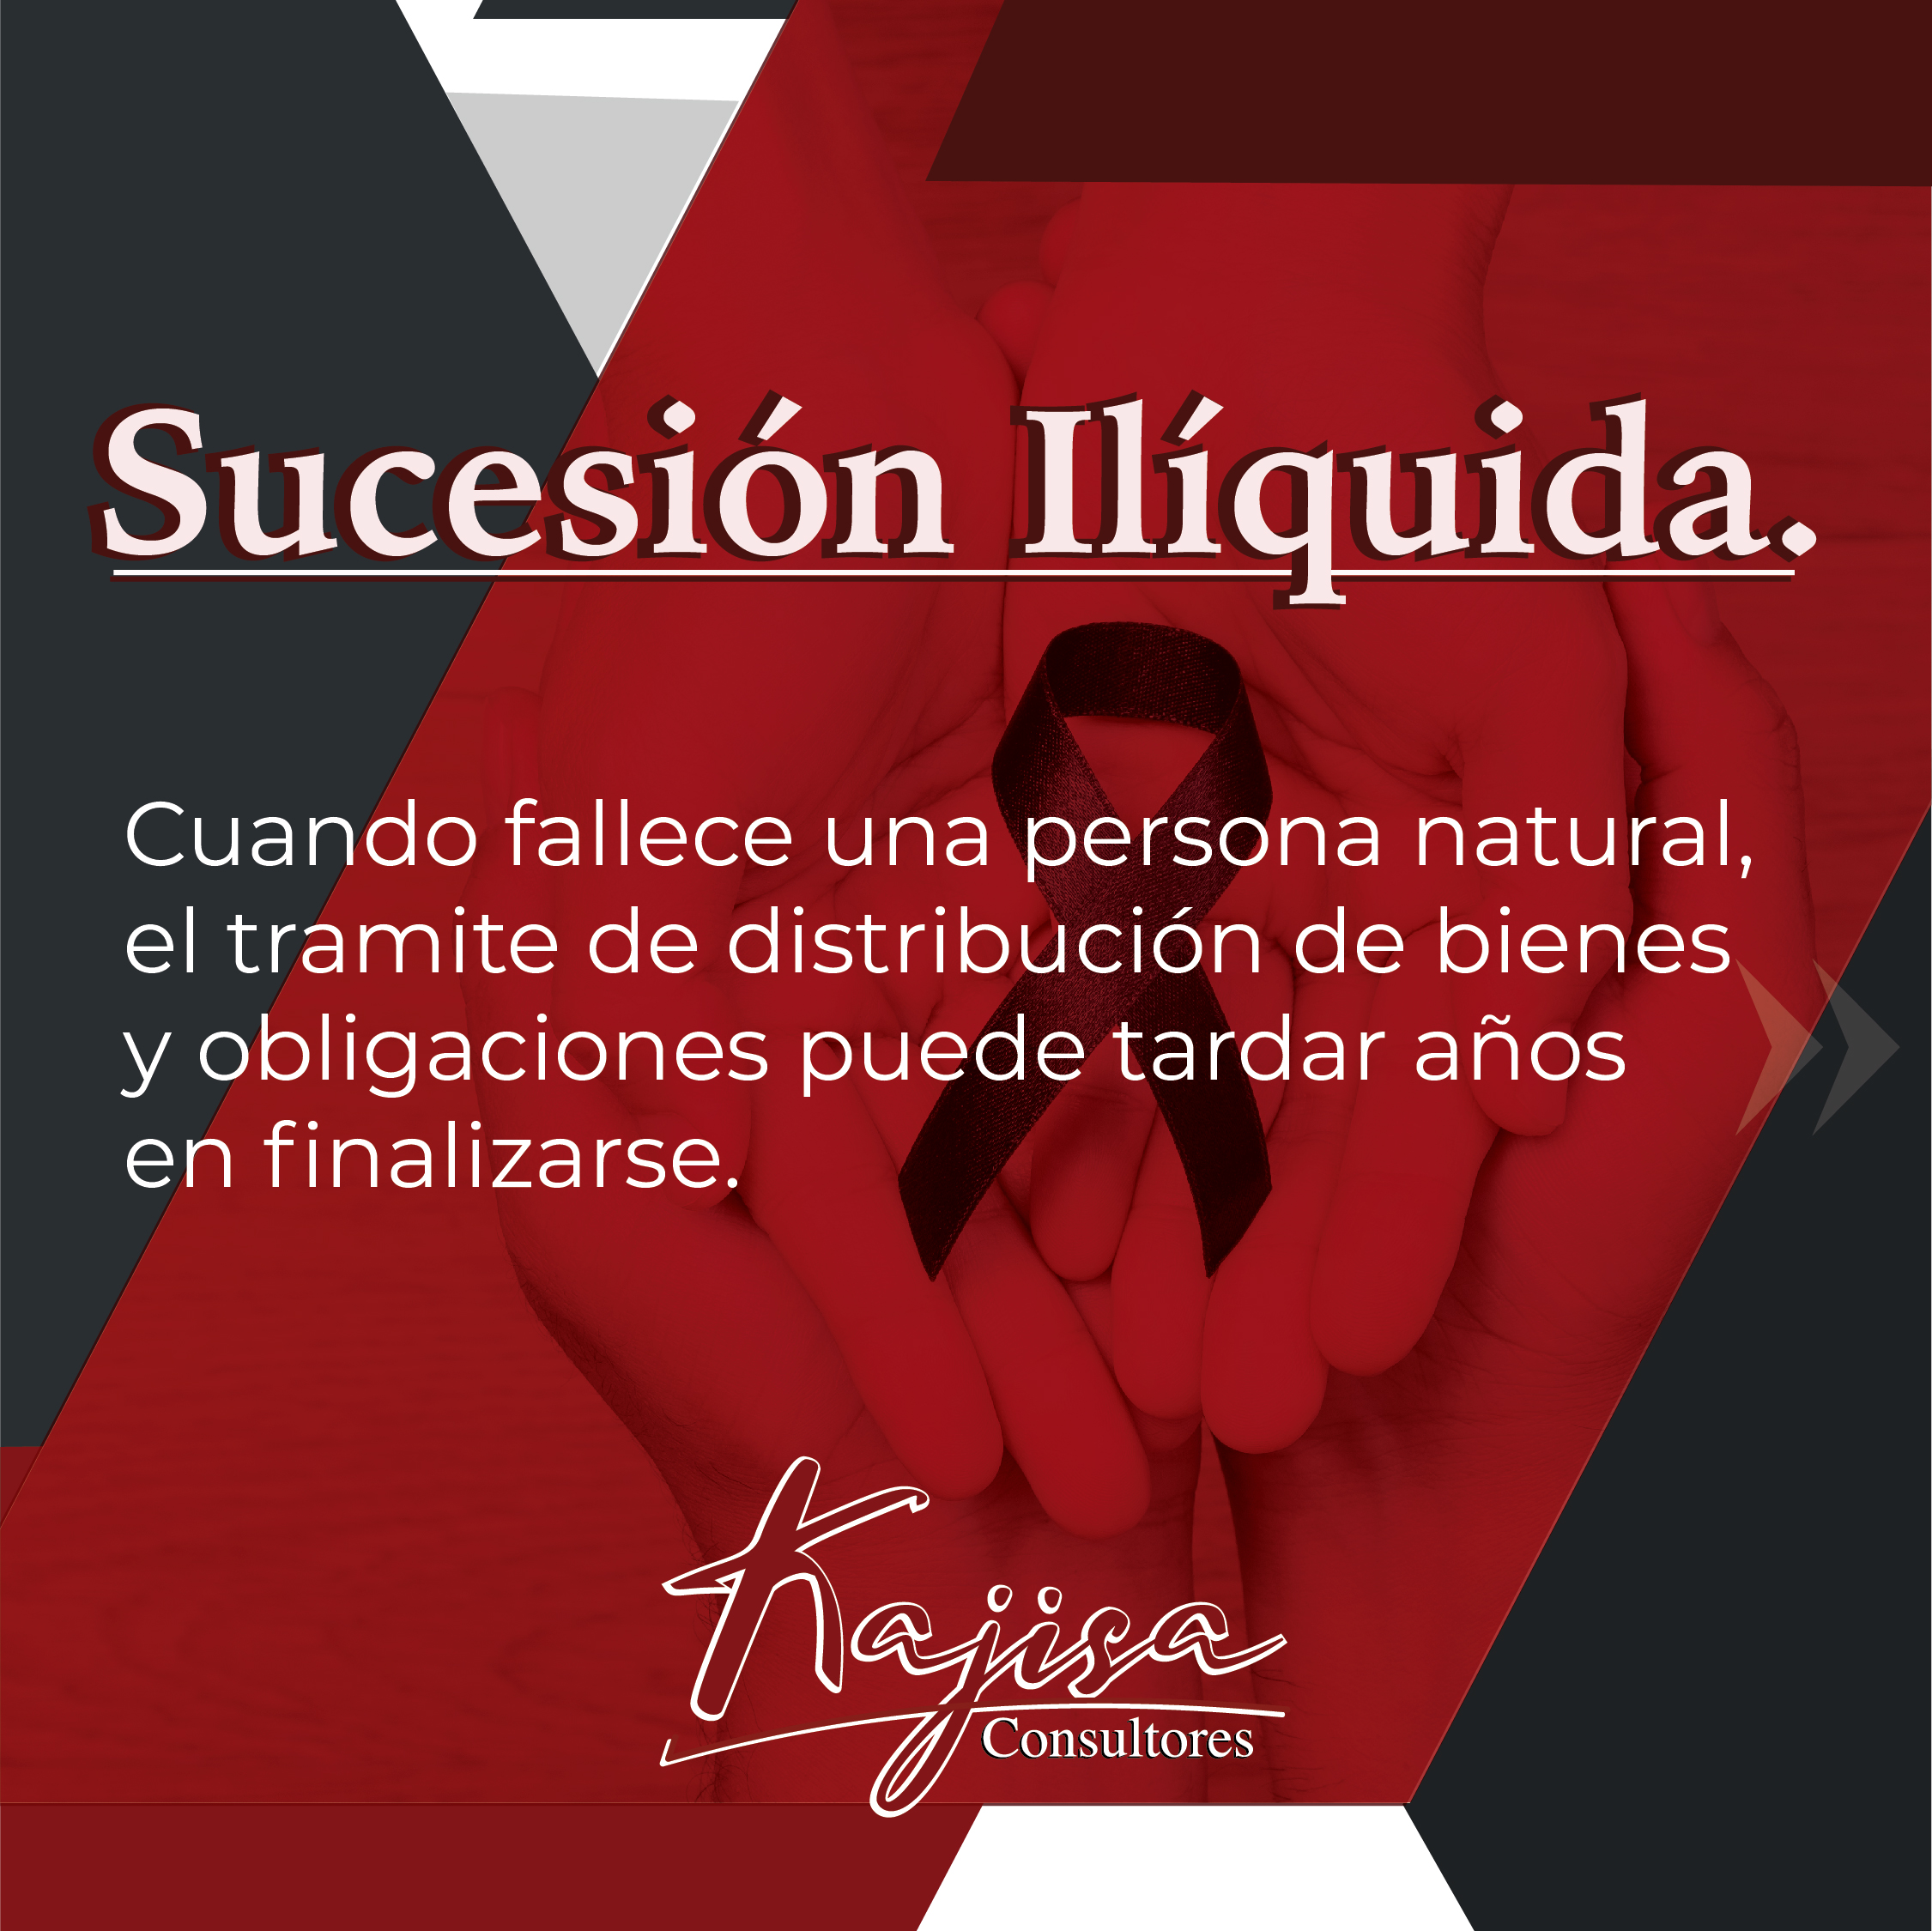 Sucesión Ilíquida.
Cuando fallece una persona natural,
el tramite de distribución de bienes
y obligaciones puede tardar años
en finalizarse.
Kajisa
Consultores